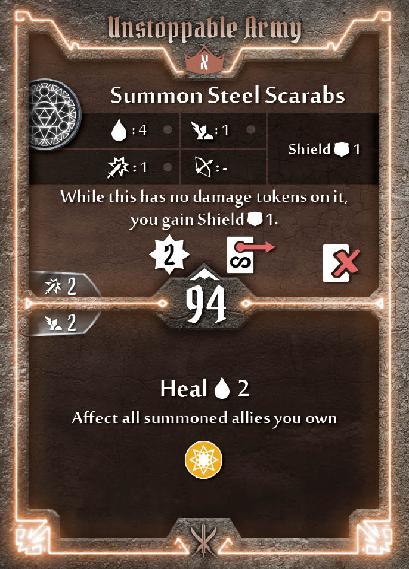 Unstoppable Army
X
Summon Steel Scarabs
:4 :1
Shield 1
:1 :-
While this has no damage tokens on it,
you gain Shield 1.
2
2
94
2
Heal 2
Affect all summoned allies you own